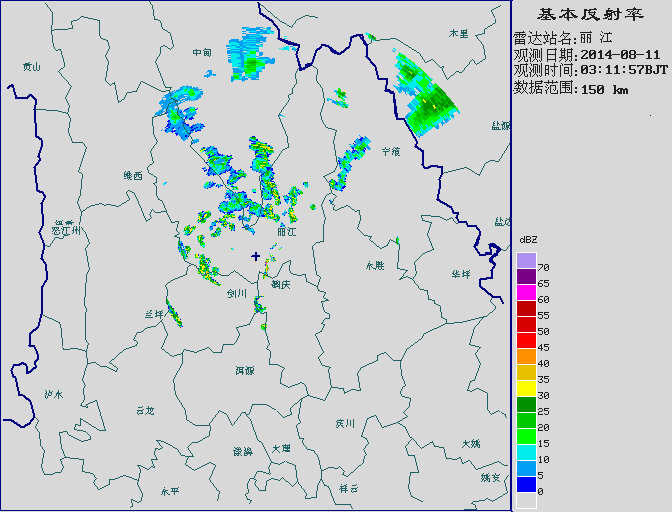 基本反射率
雷达站名:丽 江
观测日期:2014-08-11
观测时间:03:11:57BJT
数据范围:150 km
木里
中甸
贡山
盐源
宁蒗
维西
盐边
怒江州
丽江
永胜
华坪
鹤庆
剑川
兰坪
洱源
泸水
云龙
宾川
大姚
漾濞
大理
姚安
永平
祥云
dBZ
70
65
60
55
50
45
40
35
30
25
20
15
10
5
0